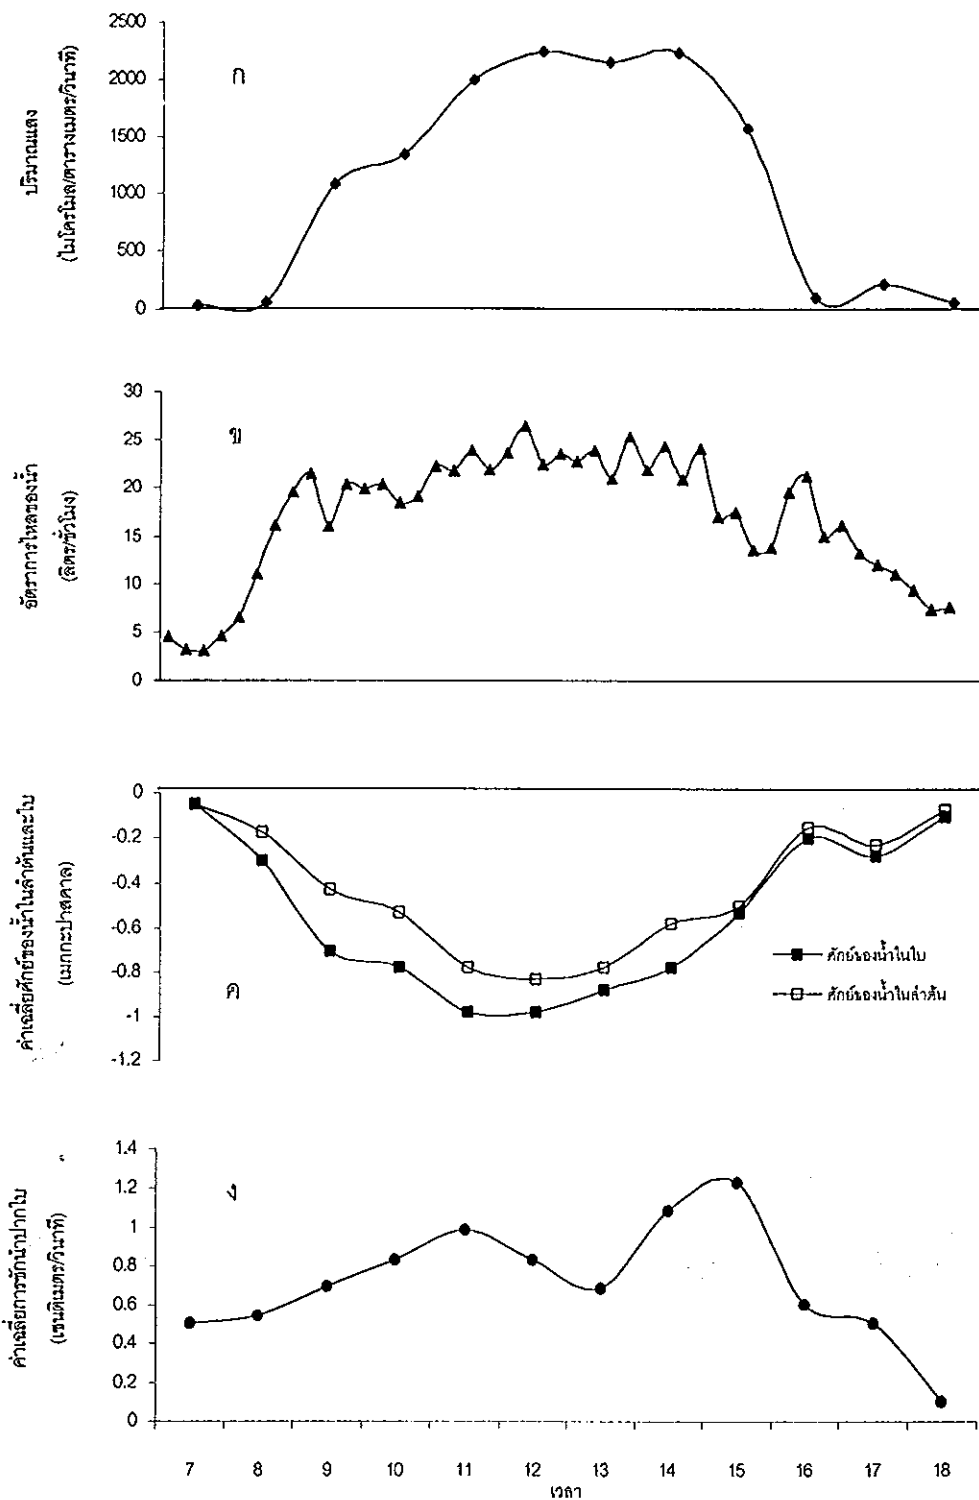 2500
2500
2000
1500
1000
500
0
ปริมาณแสง
(ไมโครโมล/ตารางเมตร/วินาที)
ก
30
25
20
15
10
5
0
อัตราการไหลของน้ำ
(ลิตร/ชั่วโมง)
ข
0
-0.2
-0.4
-0.6
-0.8
-1
-1.2
ค่าเฉลี่ยศักย์ของน้ำในลำต้นและใบ
(เมกกะปาสคาล)
ค
ศักย์ของน้ำในใบ
ศักย์ของน้ำในลำต้น
1.4
1.2
1
0.8
0.6
0.4
0.2
0
ค่าเฉลี่ยการชักนำปากใบ
(เซนติเมตร/วินาที)
ง
7 8 9 10 11 12 13 14 15 16 17 18
เวลา